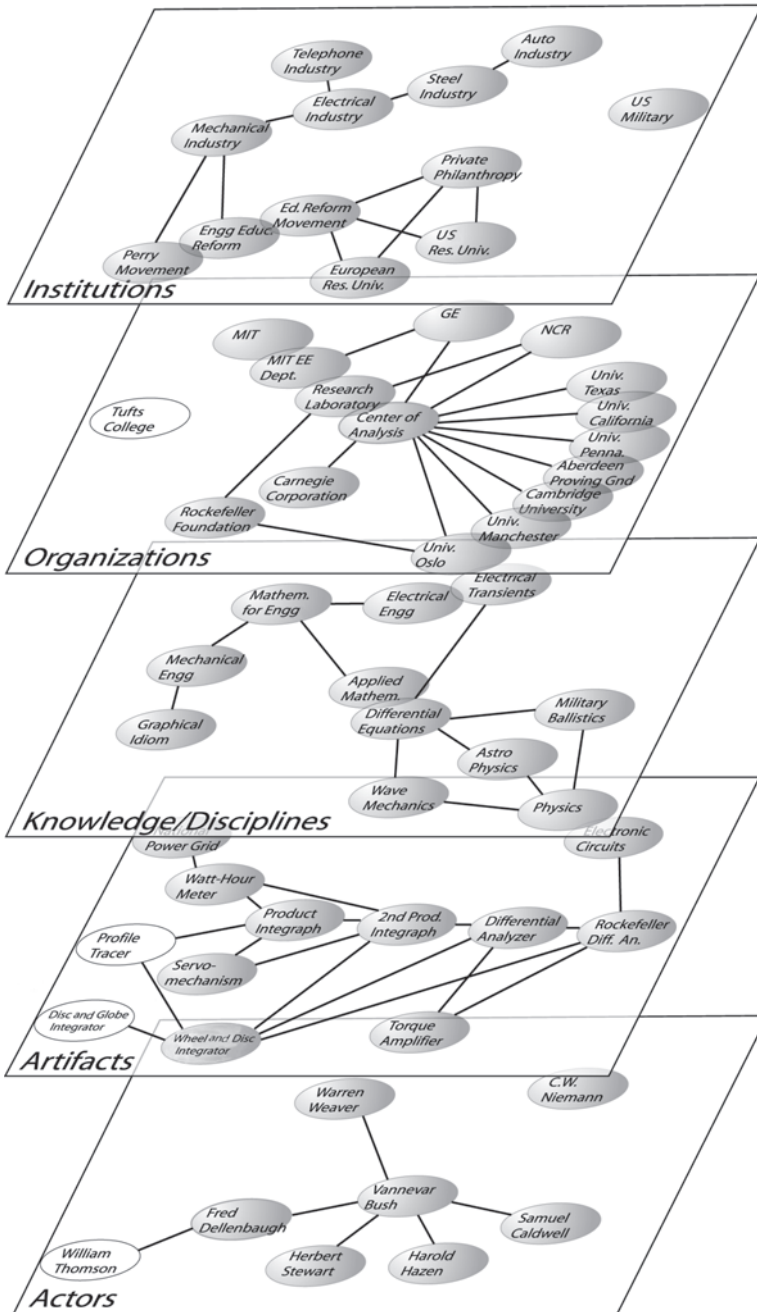 Auto
Industry
Telephone
Industry
Steel
Industry
Electrical
Industry
US
Military
Mechanical
Industry
Private
Philanthropy
Ed. Reform
Movement
Engg Educ.
Reform
US
Res. Univ.
Perry
Movement
European
Res. Univ.
Institutions
GE
MIT
NCR
MIT EE
Dept.
Research
Laboratory
Univ.
Texas
Tufts
College
Center of
Analysis
Univ.
California
Univ.
Penna.
Aberdeen
Proving Gnd
Carnegie
Corporation
Cambridge
University
Rockefeller
Foundation
Univ.
Manchester
Univ.
Oslo
Organizations
Electrical
Transients
Mathem.
for Engg
Electrical
Engg
Mechanical
Engg
Applied
Mathem.
Military
Ballistics
Graphical
Idiom
Differential
Equations
Astro
Physics
Wave
Mechanics
Physics
Knowledge/Disciplines
National
Power Grid
Electronic
Circuits
Watt-Hour
Meter
Product
Integraph
2nd Prod.
Integraph
Differential
Analyzer
Rockefeller
Diff. An.
Profile
Tracer
Servo-
mechanism
Disc and Globe
Integrator
Wheel and Disc
Integrator
Torque
Amplifier
Artifacts
C.W.
Niemann
Warren
Weaver
Vannevar
Bush
Fred
Dellenbaugh
Samuel
Caldwell
William
Thomson
Herbert
Stewart
Harold
Hazen
Actors